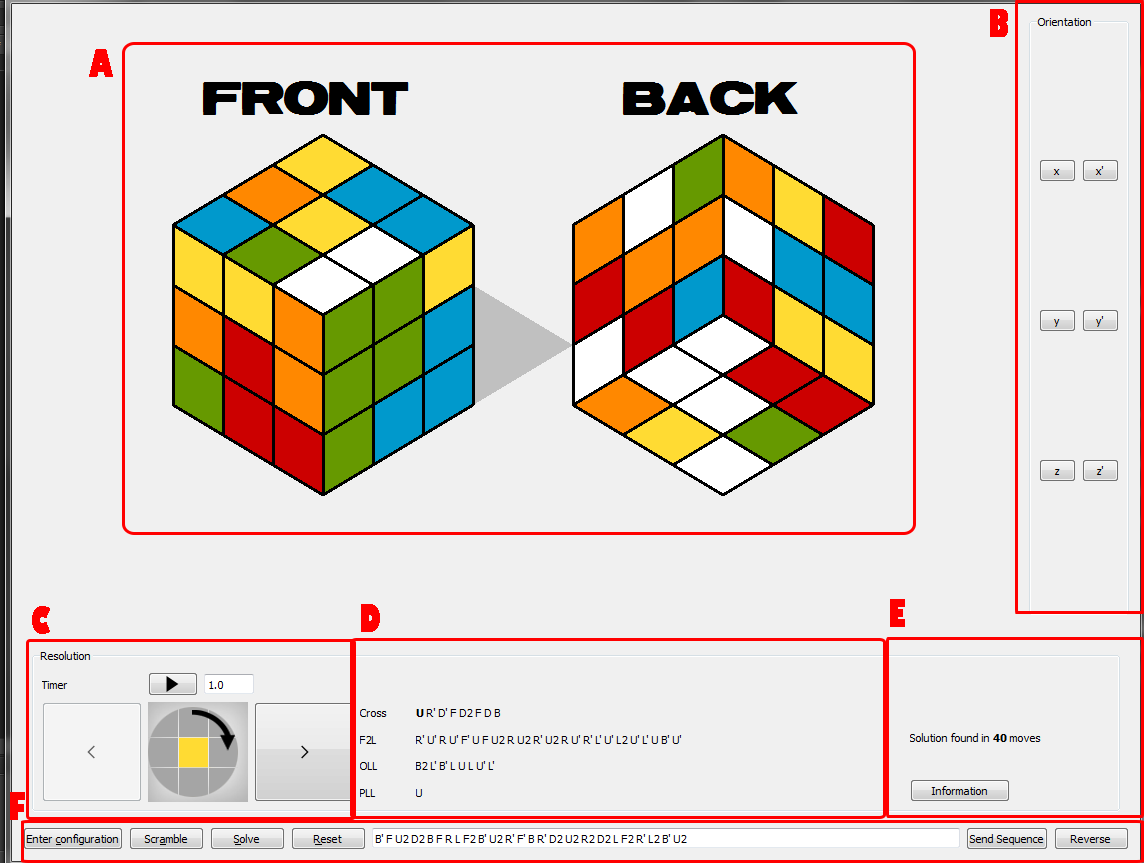 B
Orientation
A
FRONT BACK
x x'
y y'
z z'
C D E
Resolution
Timer 1.0
Cross U R' D' F D2 F D B
F2L R' U' R U' F' U F U2 R U2 R' U2 R U' R' L' U' L2 U' L' U B' U'
OLL B2 L' B' L U L U' L'
PLL U
< >
Solution found in 40 moves
Information
F
Enter configuration Scramble Solve Reset B' F U2 D2 B F R L F2 B' U2 R' F' B R' D2 U2 R2 D2 L F2 R' L2 B' U2 Send Sequence Reverse